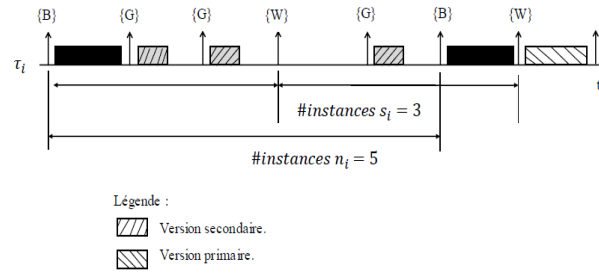 {B} {G} {G} {W} {G} {B} {W}
τi t
#instances si = 3
#instances ni = 5
Légende :
Version secondaire.
Version primaire.